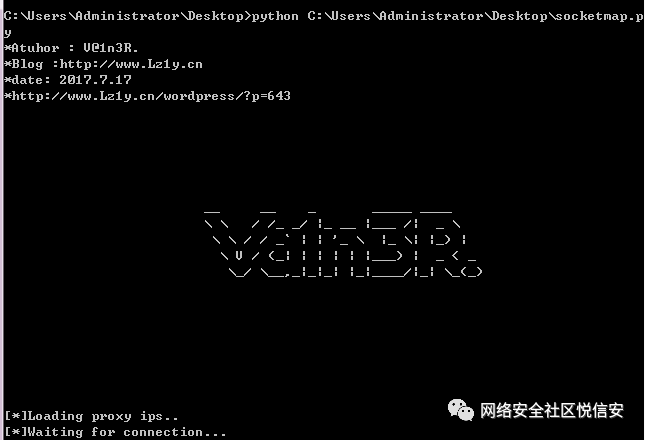 C:\Users\Administrator\Desktop>python C:\Users\Administrator\Desktop\socketmap.p
y
*Atuhor : V@1n3R.
*Blog :http://www.Lz1y.cn
*date: 2017.7.17
*http://www.Lz1y.cn/wordpress/?p=643
V@1n3R.
[*]Loading proxy ips..
网络安全社区悦信安
[*]Waiting for connection...